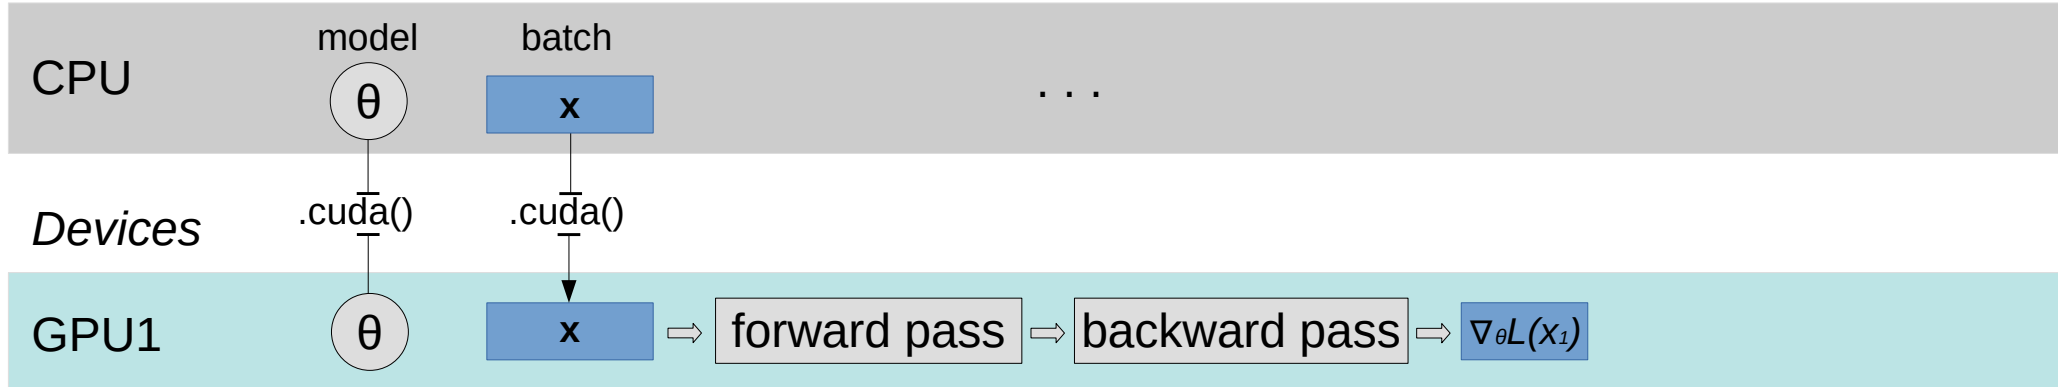 model batch
CPU θ x . . .
.cuda() .cuda()
Devices
GPU1 θ x forward pass backward pass ∇θL(x₁)